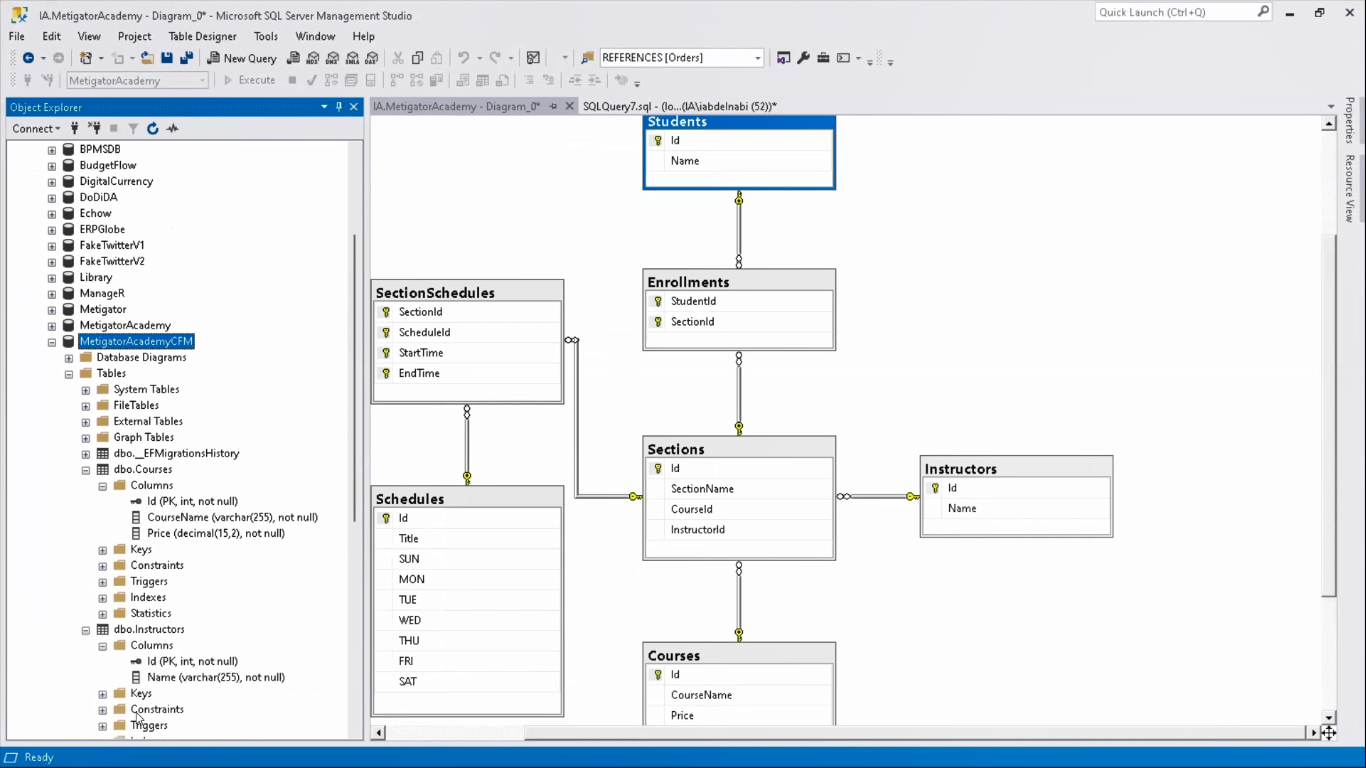 IA.MetigatorAcademy - Diagram_0* - Microsoft SQL Server Management Studio
Quick Launch (Ctrl+Q)
File Edit View Project Table Designer Tools Window Help
New Query
REFERENCES [Orders]
MetigatorAcademy
Execute
Object Explorer
IA.MetigatorAcademy - Diagram_0*
SQLQuery7.sql - (lo...(IA\iabdelnabi (52))*
Connect
BPMSDB
BudgetFlow
DigitalCurrency
DoDiDA
Echow
ERPGlobe
FakeTwitterV1
FakeTwitterV2
Library
ManageR
Metigator
MetigatorAcademy
MetigatorAcademyCFM
Database Diagrams
Tables
System Tables
FileTables
External Tables
Graph Tables
dbo.__EFMigrationsHistory
dbo.Courses
Columns
Id (PK, int, not null)
CourseName (varchar(255), not null)
Price (decimal(15,2), not null)
Keys
Constraints
Triggers
Indexes
Statistics
dbo.Instructors
Columns
Id (PK, int, not null)
Name (varchar(255), not null)
Keys
Constraints
Triggers
Students
Id
Name
Enrollments
StudentId
SectionId
SectionSchedules
SectionId
ScheduleId
StartTime
EndTime
Sections
Id
SectionName
CourseId
InstructorId
Instructors
Id
Name
Schedules
Id
Title
SUN
MON
TUE
WED
THU
FRI
SAT
Courses
Id
CourseName
Price
Properties
Resource View
Ready